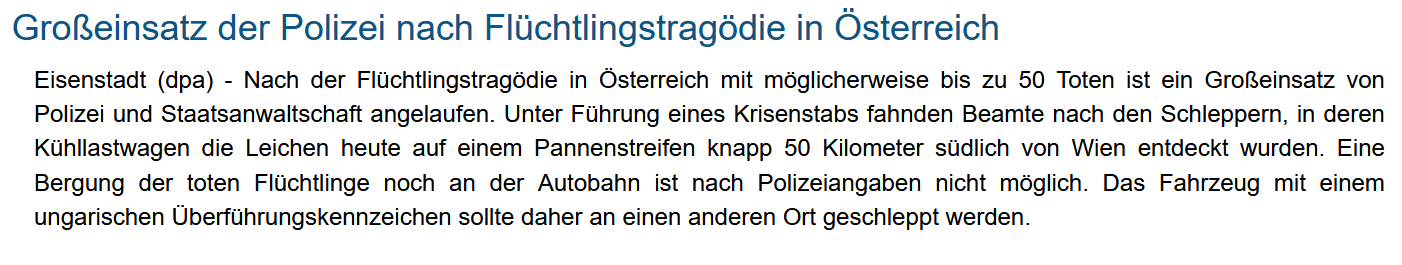 Großeinsatz der Polizei nach Flüchtlingstragödie in Österreich
Eisenstadt (dpa) - Nach der Flüchtlingstragödie in Österreich mit möglicherweise bis zu 50 Toten ist ein Großeinsatz von
Polizei und Staatsanwaltschaft angelaufen. Unter Führung eines Krisenstabs fahnden Beamte nach den Schleppern, in deren
Kühllastwagen die Leichen heute auf einem Pannenstreifen knapp 50 Kilometer südlich von Wien entdeckt wurden. Eine
Bergung der toten Flüchtlinge noch an der Autobahn ist nach Polizeiangaben nicht möglich. Das Fahrzeug mit einem
ungarischen Überführungskennzeichen sollte daher an einen anderen Ort geschleppt werden.